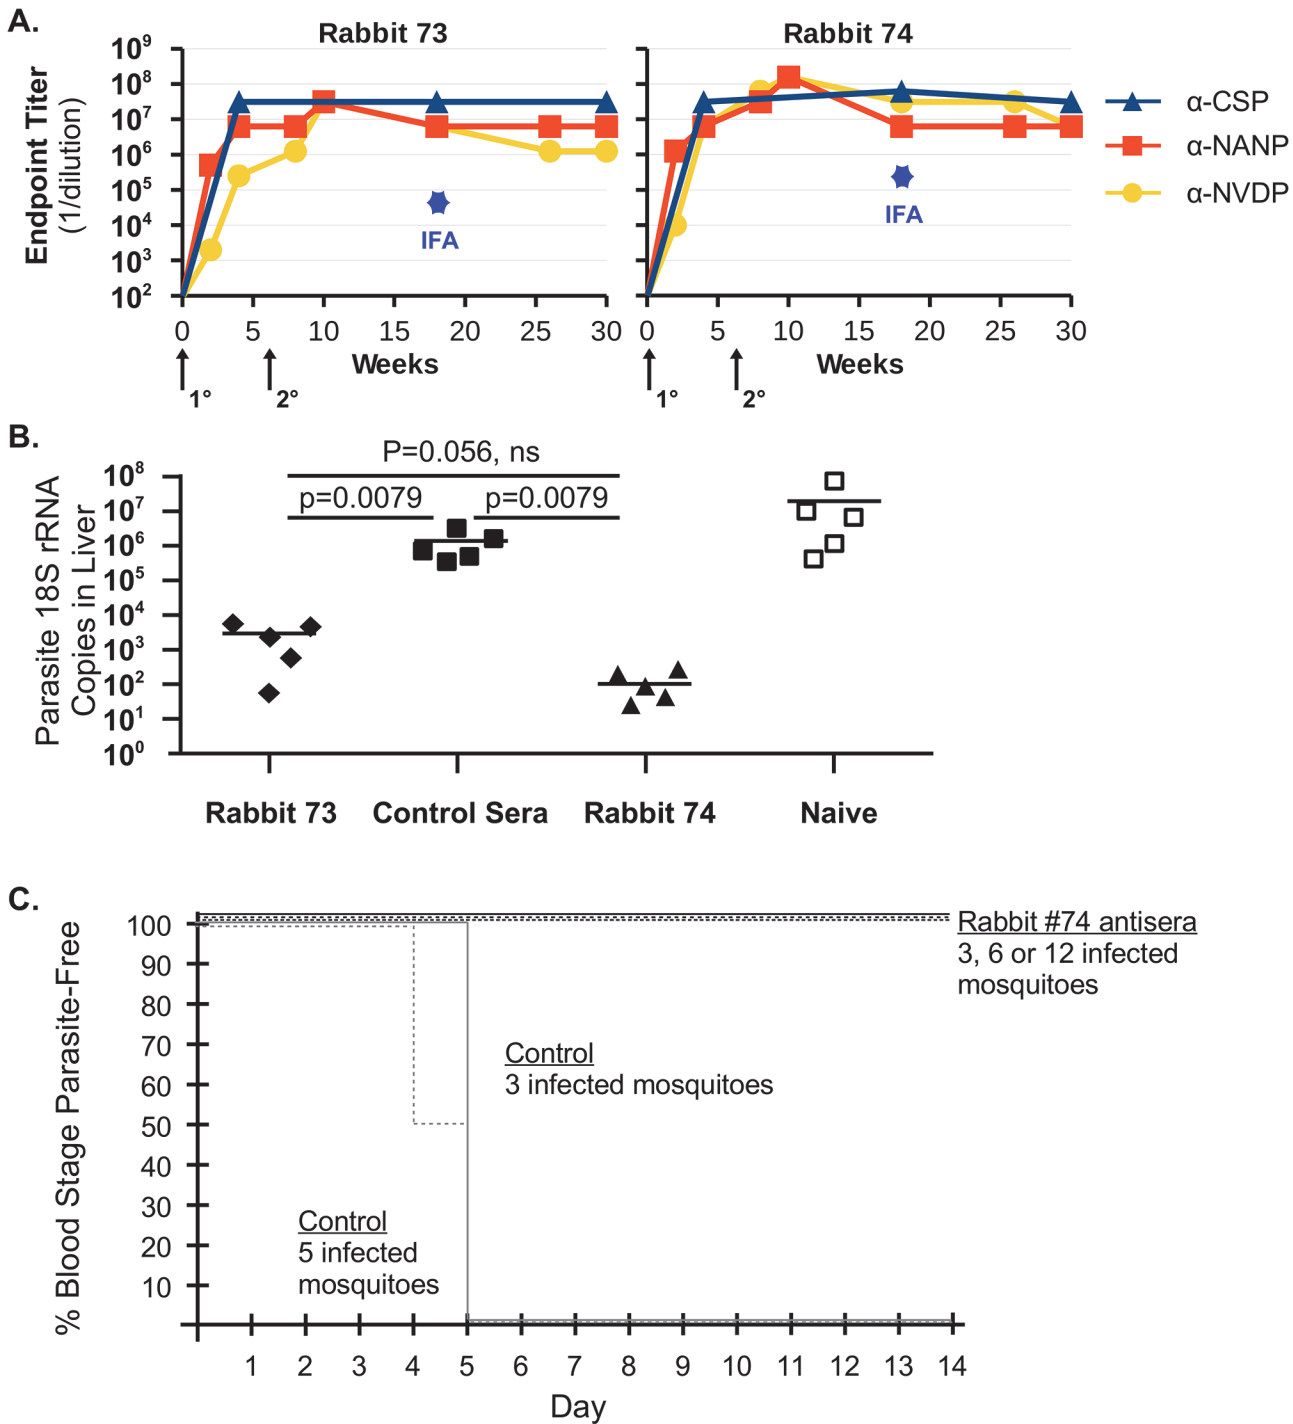 A.
Rabbit 73
Rabbit 74
Endpoint Titer
(1/dilution)
10⁹
10⁸
10⁷
10⁶
10⁵
10⁴
10³
10²
IFA
IFA
α-CSP
α-NANP
α-NVDP
0 5 10 15 20 25 30
0 5 10 15 20 25 30
Weeks
Weeks
1° 2°
1° 2°
B.
P=0.056, ns
p=0.0079 p=0.0079
Parasite 18S rRNA
Copies in Liver
10⁸
10⁷
10⁶
10⁵
10⁴
10³
10²
10¹
10⁰
Rabbit 73 Control Sera Rabbit 74 Naive
C.
% Blood Stage Parasite-Free
100
90
80
70
60
50
40
30
20
10
Rabbit #74 antisera
3, 6 or 12 infected
mosquitoes
Control
3 infected mosquitoes
Control
5 infected
mosquitoes
1 2 3 4 5 6 7 8 9 10 11 12 13 14
Day